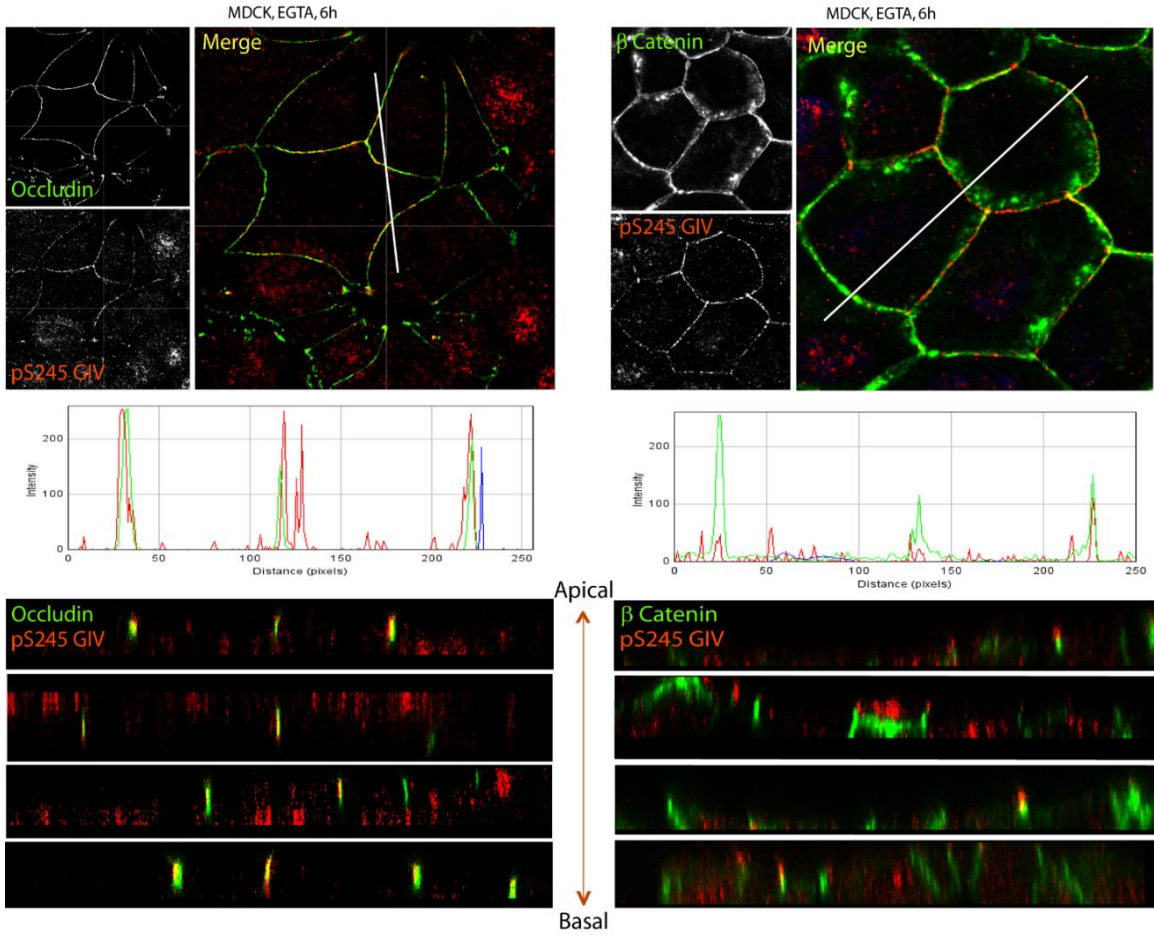 MDCK, EGTA, 6h
Merge
Occludin
pS245 GIV
200
100
0
Intensity
0 50 100 150 200 250
Distance (pixels)
Occludin
pS245 GIV
MDCK, EGTA, 6h
β Catenin
Merge
pS245 GIV
200
100
0
Intensity
0 50 100 150 200 250
Distance (pixels)
Apical
β Catenin
pS245 GIV
Basal